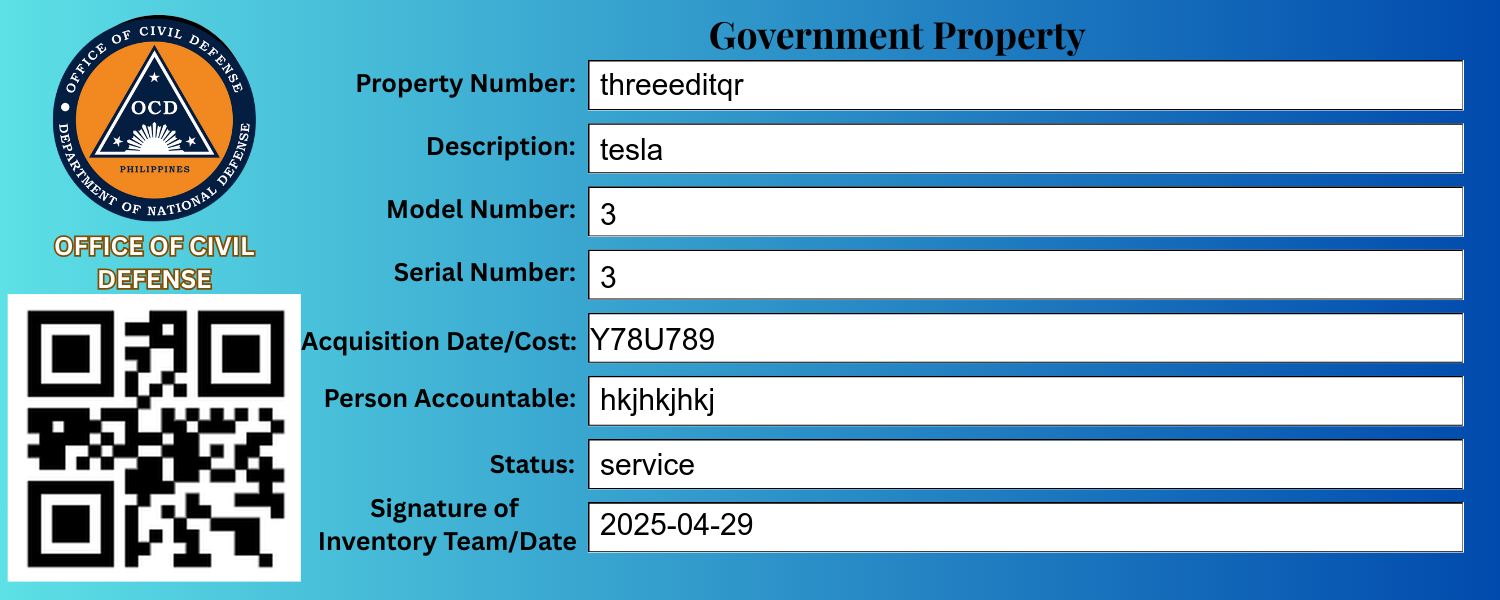 OFFICE OF CIVIL DEFENSE
DEPARTMENT OF NATIONAL DEFENSE
OCD
PHILIPPINES
OFFICE OF CIVIL
DEFENSE
Government Property
Property Number: threeeditqr
Description: tesla
Model Number: 3
Serial Number: 3
Acquisition Date/Cost: Y78U789
Person Accountable: hkjhkjhkj
Status: service
Signature of
Inventory Team/Date 2025-04-29